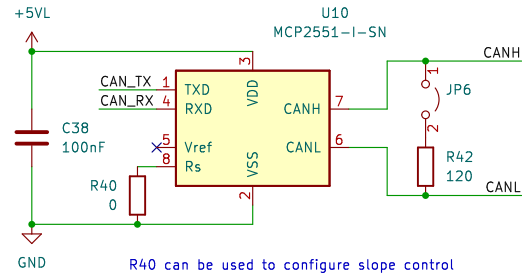 +5VL
U10
MCP2551-I-SN
CANH
CAN_TX
1
TXD
3
VDD
JP6
1
CAN_RX
4
RXD
CANH
7
C38
100nF
2
5
Vref
CANL
6
R42
120
8
Rs
VSS
R40
0
2
CANL
GND
R40 can be used to configure slope control